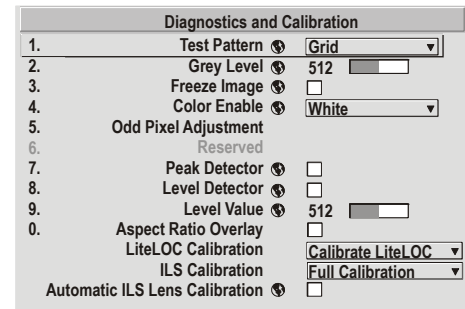 Diagnostics and Calibration
1. Test Pattern Grid
2. Grey Level 512
3. Freeze Image
4. Color Enable White
5. Odd Pixel Adjustment
6. Reserved
7. Peak Detector
8. Level Detector
9. Level Value 512
0. Aspect Ratio Overlay
LiteLOC Calibration Calibrate LiteLOC
ILS Calibration Full Calibration
Automatic ILS Lens Calibration